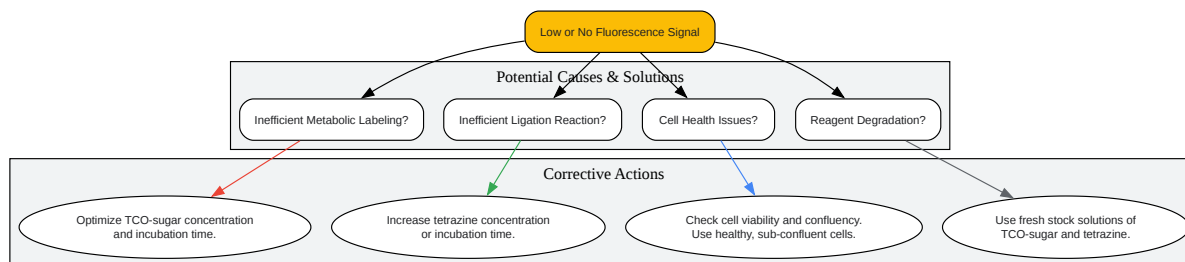 Low or No Fluorescence Signal
Potential Causes & Solutions
Inefficient Metabolic Labeling?
Inefficient Ligation Reaction?
Cell Health Issues?
Reagent Degradation?
Corrective Actions
Optimize TCO-sugar concentration
and incubation time.
Increase tetrazine concentration
or incubation time.
Check cell viability and confluency.
Use healthy, sub-confluent cells.
Use fresh stock solutions of
TCO-sugar and tetrazine.